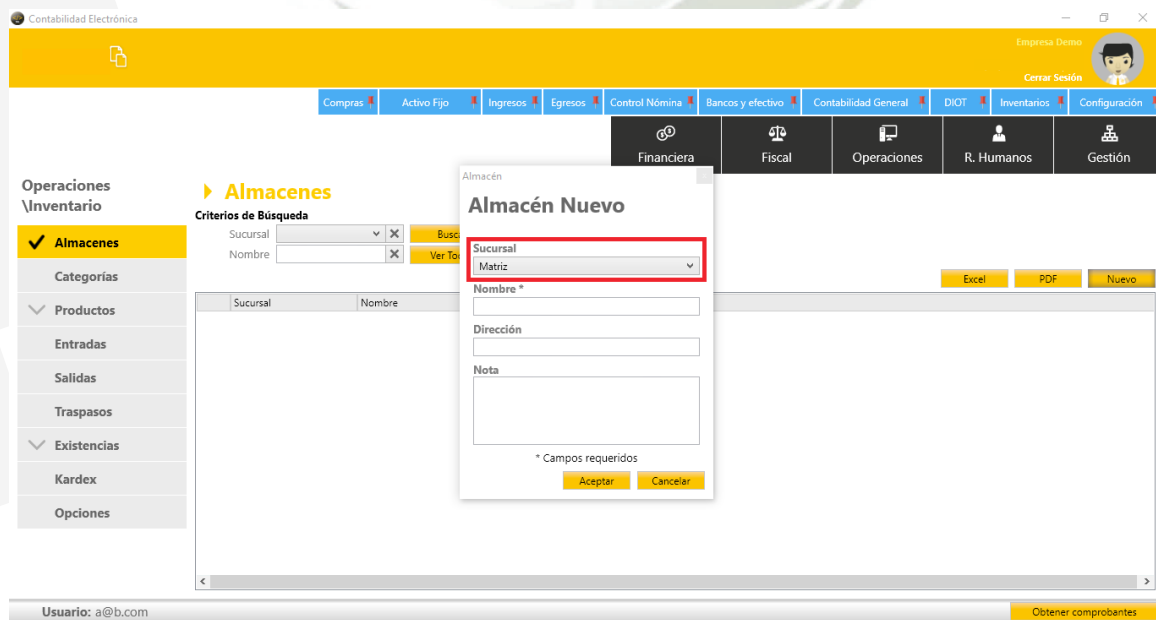 Contabilidad Electrónica
Empresa Demo
Cerrar Sesión
Compras Activo Fijo Ingresos Egresos Control Nómina Bancos y efectivo Contabilidad General DIOT Inventarios Configuración
Financiera Fiscal Operaciones R. Humanos Gestión
Operaciones
\Inventario
Almacenes
Categorías
Productos
Entradas
Salidas
Traspasos
Existencias
Kardex
Opciones
Almacenes
Criterios de Búsqueda
Sucursal
Nombre
Excel PDF Nuevo
Sucursal Nombre
Almacén
Almacén Nuevo
Sucursal
Matriz
Nombre *
Dirección
Nota
* Campos requeridos
Aceptar Cancelar
Usuario: a@b.com
Obtener comprobantes